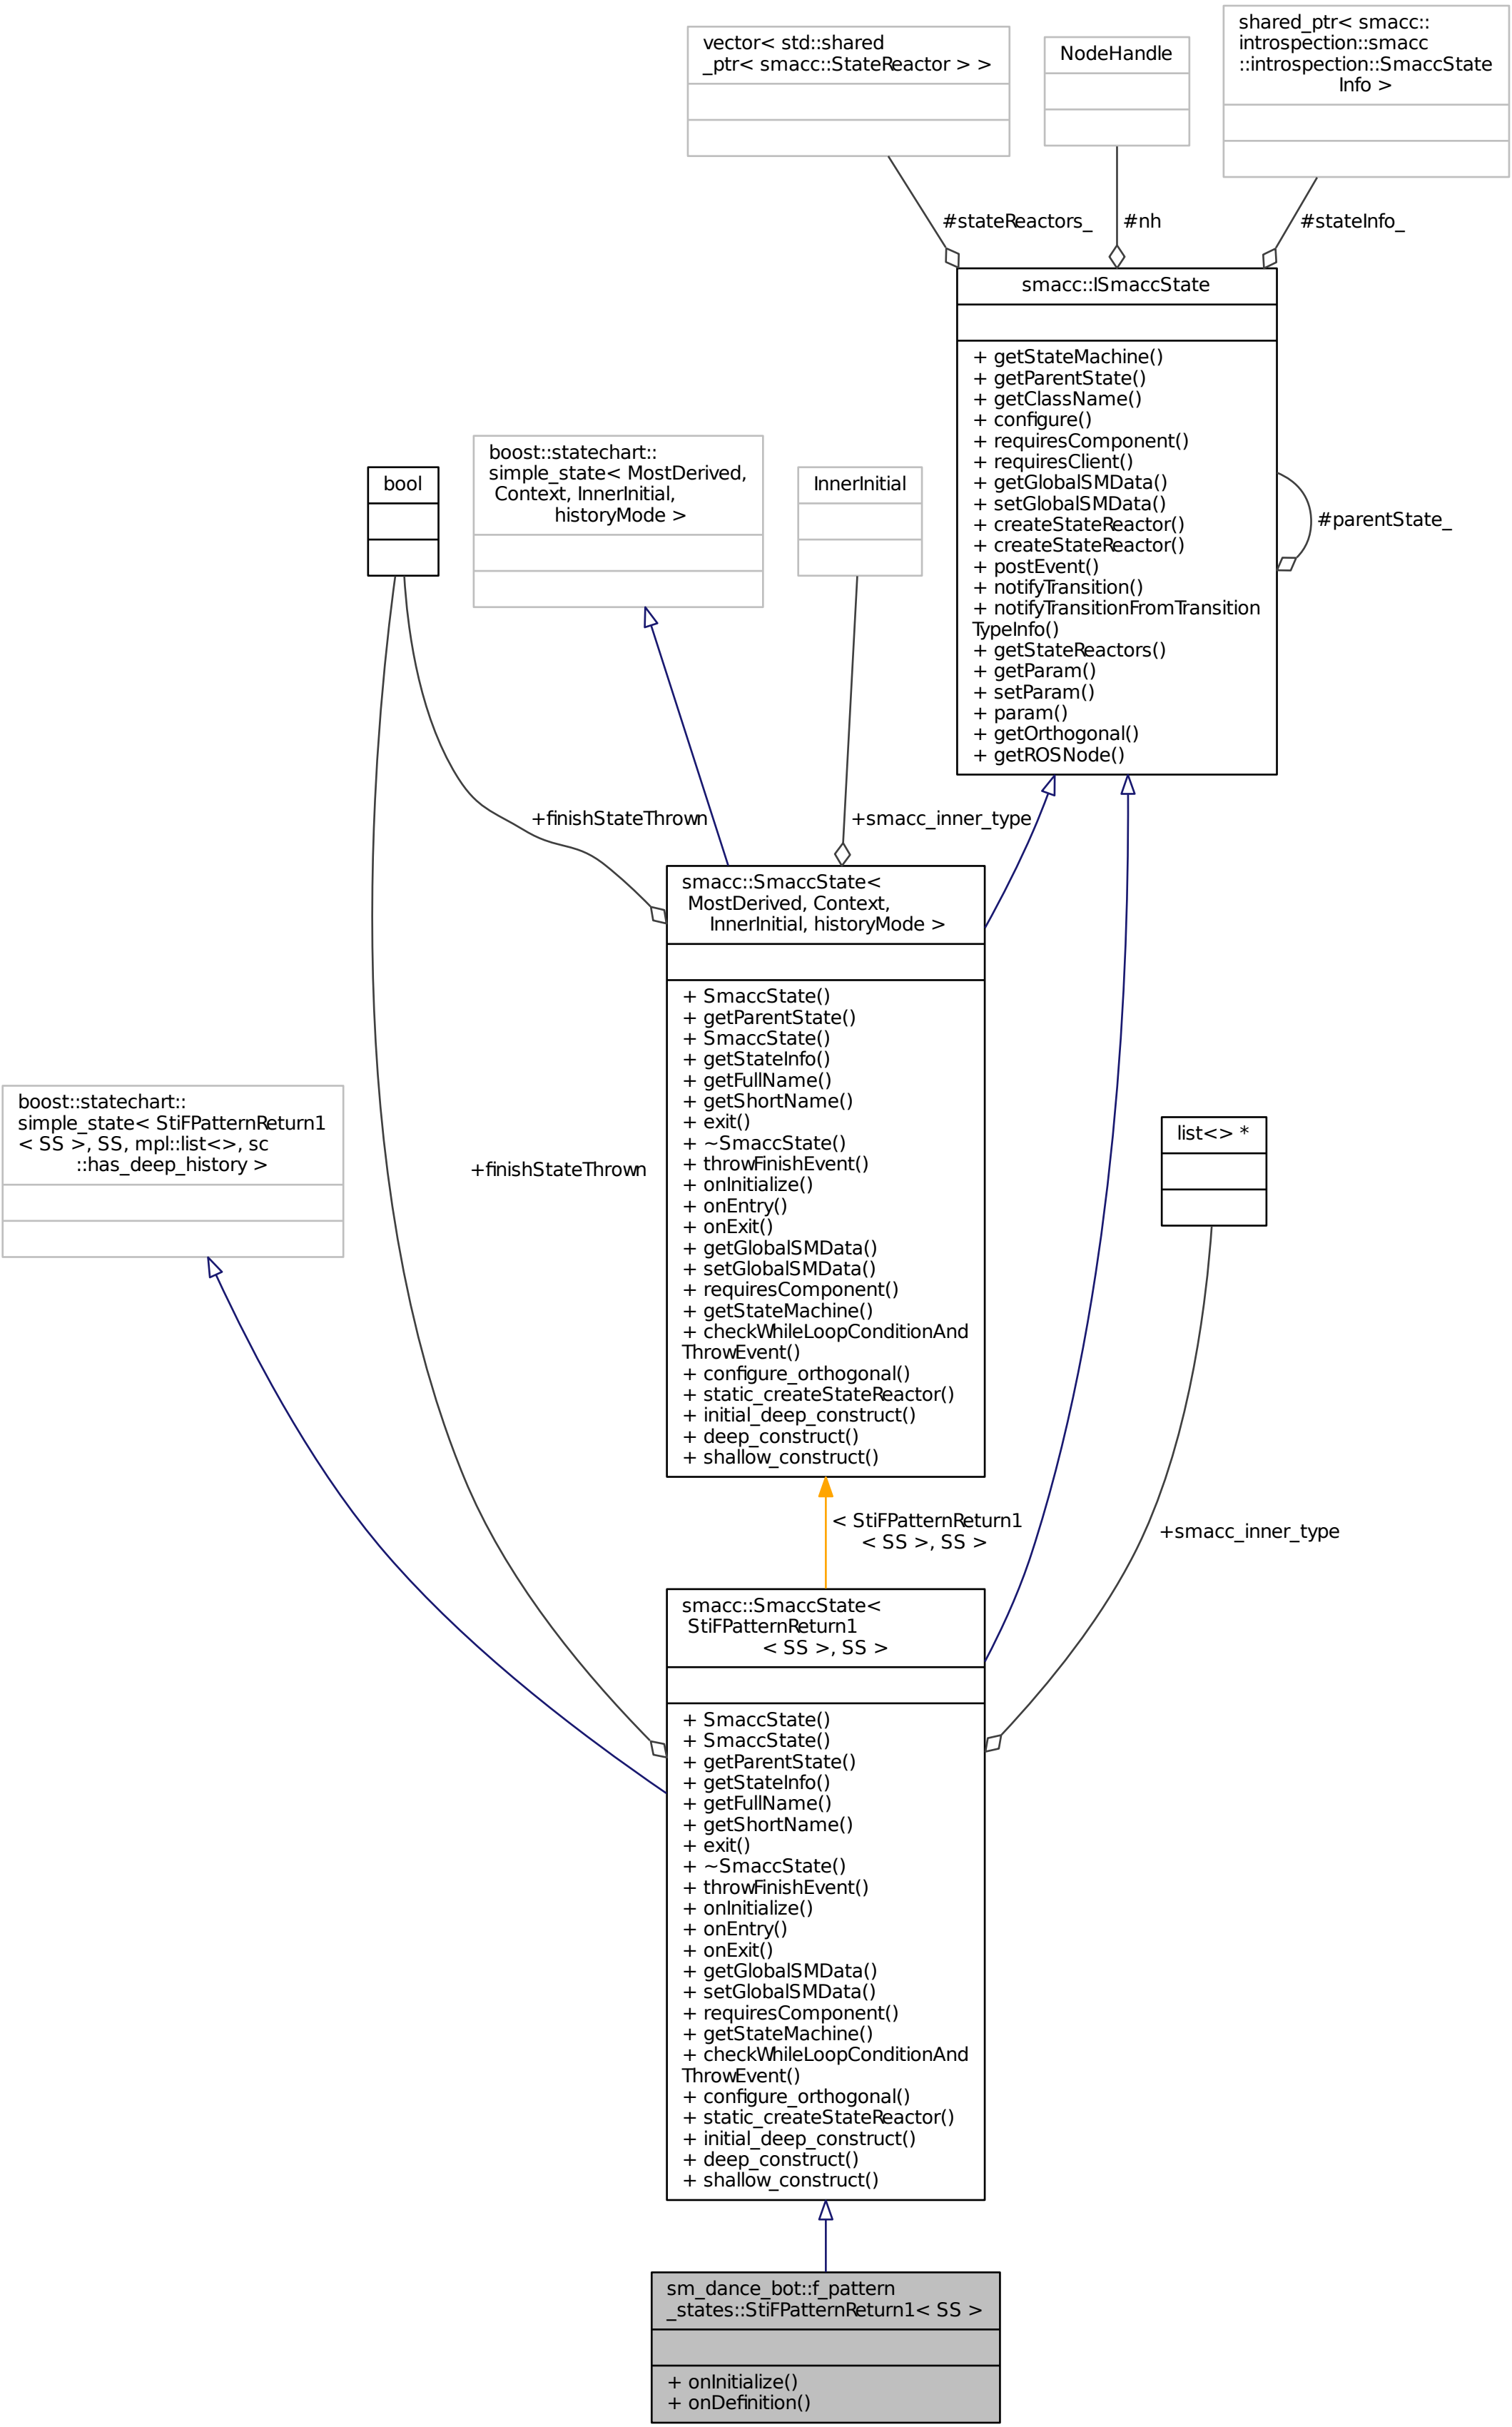 vector< std::shared
_ptr< smacc::StateReactor > >
NodeHandle
shared_ptr< smacc::
introspection::smacc
::introspection::SmaccState
Info >
#stateReactors_
#nh
#stateInfo_
smacc::ISmaccState
+ getStateMachine()
+ getParentState()
+ getClassName()
+ configure()
+ requiresComponent()
+ requiresClient()
+ getGlobalSMData()
+ setGlobalSMData()
+ createStateReactor()
+ createStateReactor()
+ postEvent()
+ notifyTransition()
+ notifyTransitionFromTransition
TypeInfo()
+ getStateReactors()
+ getParam()
+ setParam()
+ param()
+ getOrthogonal()
+ getROSNode()
#parentState_
bool
boost::statechart::
simple_state< MostDerived,
Context, InnerInitial,
historyMode >
InnerInitial
+finishStateThrown
+smacc_inner_type
smacc::SmaccState<
MostDerived, Context,
InnerInitial, historyMode >
+ SmaccState()
+ getParentState()
+ SmaccState()
+ getStateInfo()
+ getFullName()
+ getShortName()
+ exit()
+ ~SmaccState()
+ throwFinishEvent()
+ onInitialize()
+ onEntry()
+ onExit()
+ getGlobalSMData()
+ setGlobalSMData()
+ requiresComponent()
+ getStateMachine()
+ checkWhileLoopConditionAnd
ThrowEvent()
+ configure_orthogonal()
+ static_createStateReactor()
+ initial_deep_construct()
+ deep_construct()
+ shallow_construct()
boost::statechart::
simple_state< StiFPatternReturn1
< SS >, SS, mpl::list<>, sc
::has_deep_history >
+finishStateThrown
list<> *
< StiFPatternReturn1
< SS >, SS >
+smacc_inner_type
smacc::SmaccState<
StiFPatternReturn1
< SS >, SS >
+ SmaccState()
+ SmaccState()
+ getParentState()
+ getStateInfo()
+ getFullName()
+ getShortName()
+ exit()
+ ~SmaccState()
+ throwFinishEvent()
+ onInitialize()
+ onEntry()
+ onExit()
+ getGlobalSMData()
+ setGlobalSMData()
+ requiresComponent()
+ getStateMachine()
+ checkWhileLoopConditionAnd
ThrowEvent()
+ configure_orthogonal()
+ static_createStateReactor()
+ initial_deep_construct()
+ deep_construct()
+ shallow_construct()
sm_dance_bot::f_pattern
_states::StiFPatternReturn1< SS >
+ onInitialize()
+ onDefinition()